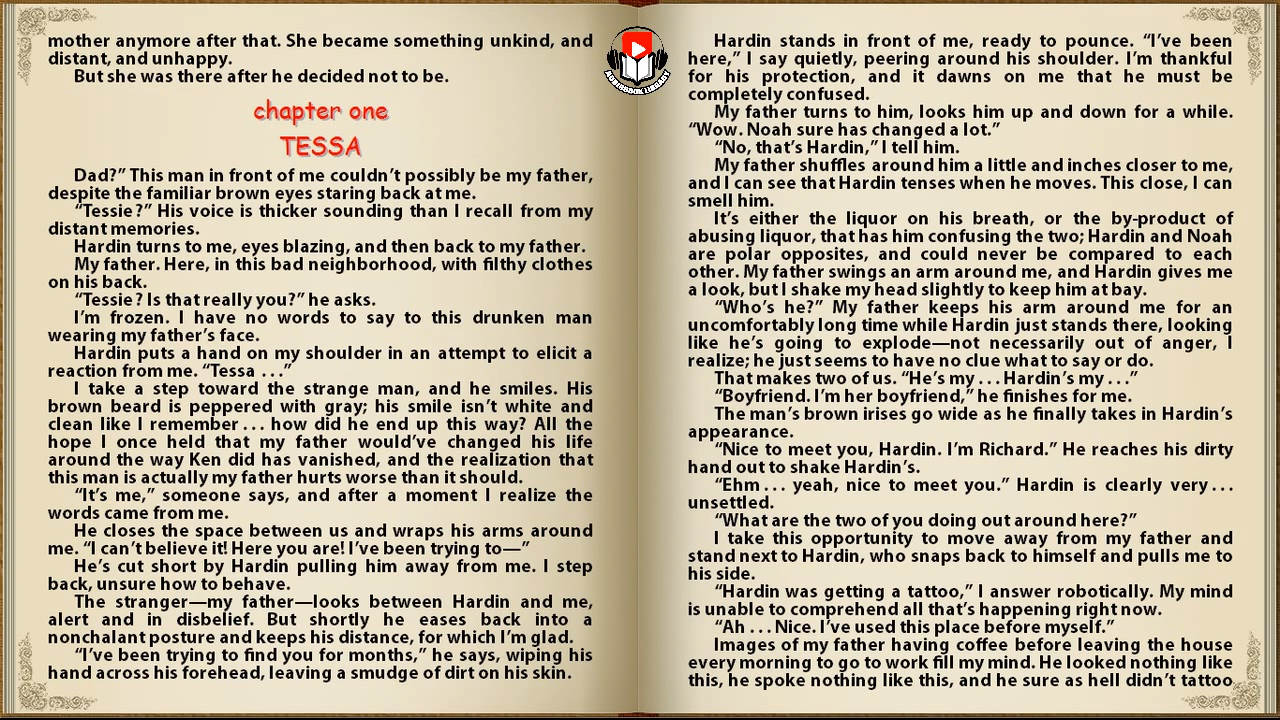 mother anymore after that. She became something unkind, and
distant, and unhappy.
But she was there after he decided not to be.
chapter one
TESSA
Dad?” This man in front of me couldn’t possibly be my father,
despite the familiar brown eyes staring back at me.
“Tessie?” His voice is thicker sounding than I recall from my
distant memories.
Hardin turns to me, eyes blazing, and then back to my father.
My father. Here, in this bad neighborhood, with filthy clothes
on his back.
“Tessie? Is that really you?” he asks.
I’m frozen. I have no words to say to this drunken man
wearing my father’s face.
Hardin puts a hand on my shoulder in an attempt to elicit a
reaction from me. “Tessa . . .”
I take a step toward the strange man, and he smiles. His
brown beard is peppered with gray; his smile isn’t white and
clean like I remember . . . how did he end up this way? All the
hope I once held that my father would’ve changed his life
around the way Ken did has vanished, and the realization that
this man is actually my father hurts worse than it should.
“It’s me,” someone says, and after a moment I realize the
words came from me.
He closes the space between us and wraps his arms around
me. “I can’t believe it! Here you are! I’ve been trying to—”
He’s cut short by Hardin pulling him away from me. I step
back, unsure how to behave.
The stranger—my father—looks between Hardin and me,
alert and in disbelief. But shortly he eases back into a
nonchalant posture and keeps his distance, for which I’m glad.
“I’ve been trying to find you for months,” he says, wiping his
hand across his forehead, leaving a smudge of dirt on his skin.
AUDIOBOOK LIBRARY
Hardin stands in front of me, ready to pounce. “I’ve been
here,” I say quietly, peering around his shoulder. I’m thankful
for his protection, and it dawns on me that he must be
completely confused.
My father turns to him, looks him up and down for a while.
“Wow. Noah sure has changed a lot.”
“No, that’s Hardin,” I tell him.
My father shuffles around him a little and inches closer to me,
and I can see that Hardin tenses when he moves. This close, I can
smell him.
It’s either the liquor on his breath, or the by-product of
abusing liquor, that has him confusing the two; Hardin and Noah
are polar opposites, and could never be compared to each
other. My father swings an arm around me, and Hardin gives me
a look, but I shake my head slightly to keep him at bay.
“Who’s he?” My father keeps his arm around me for an
uncomfortably long time while Hardin just stands there, looking
like he’s going to explode—not necessarily out of anger, I
realize; he just seems to have no clue what to say or do.
That makes two of us. “He’s my . . . Hardin’s my . . .”
“Boyfriend. I’m her boyfriend,” he finishes for me.
The man’s brown irises go wide as he finally takes in Hardin’s
appearance.
“Nice to meet you, Hardin. I’m Richard.” He reaches his dirty
hand out to shake Hardin’s.
“Ehm . . . yeah, nice to meet you.” Hardin is clearly very . . .
unsettled.
“What are the two of you doing out around here?”
I take this opportunity to move away from my father and
stand next to Hardin, who snaps back to himself and pulls me to
his side.
“Hardin was getting a tattoo,” I answer robotically. My mind
is unable to comprehend all that’s happening right now.
“Ah . . . Nice. I’ve used this place before myself.”
Images of my father having coffee before leaving the house
every morning to go to work fill my mind. He looked nothing like
this, he spoke nothing like this, and he sure as hell didn’t tattoo